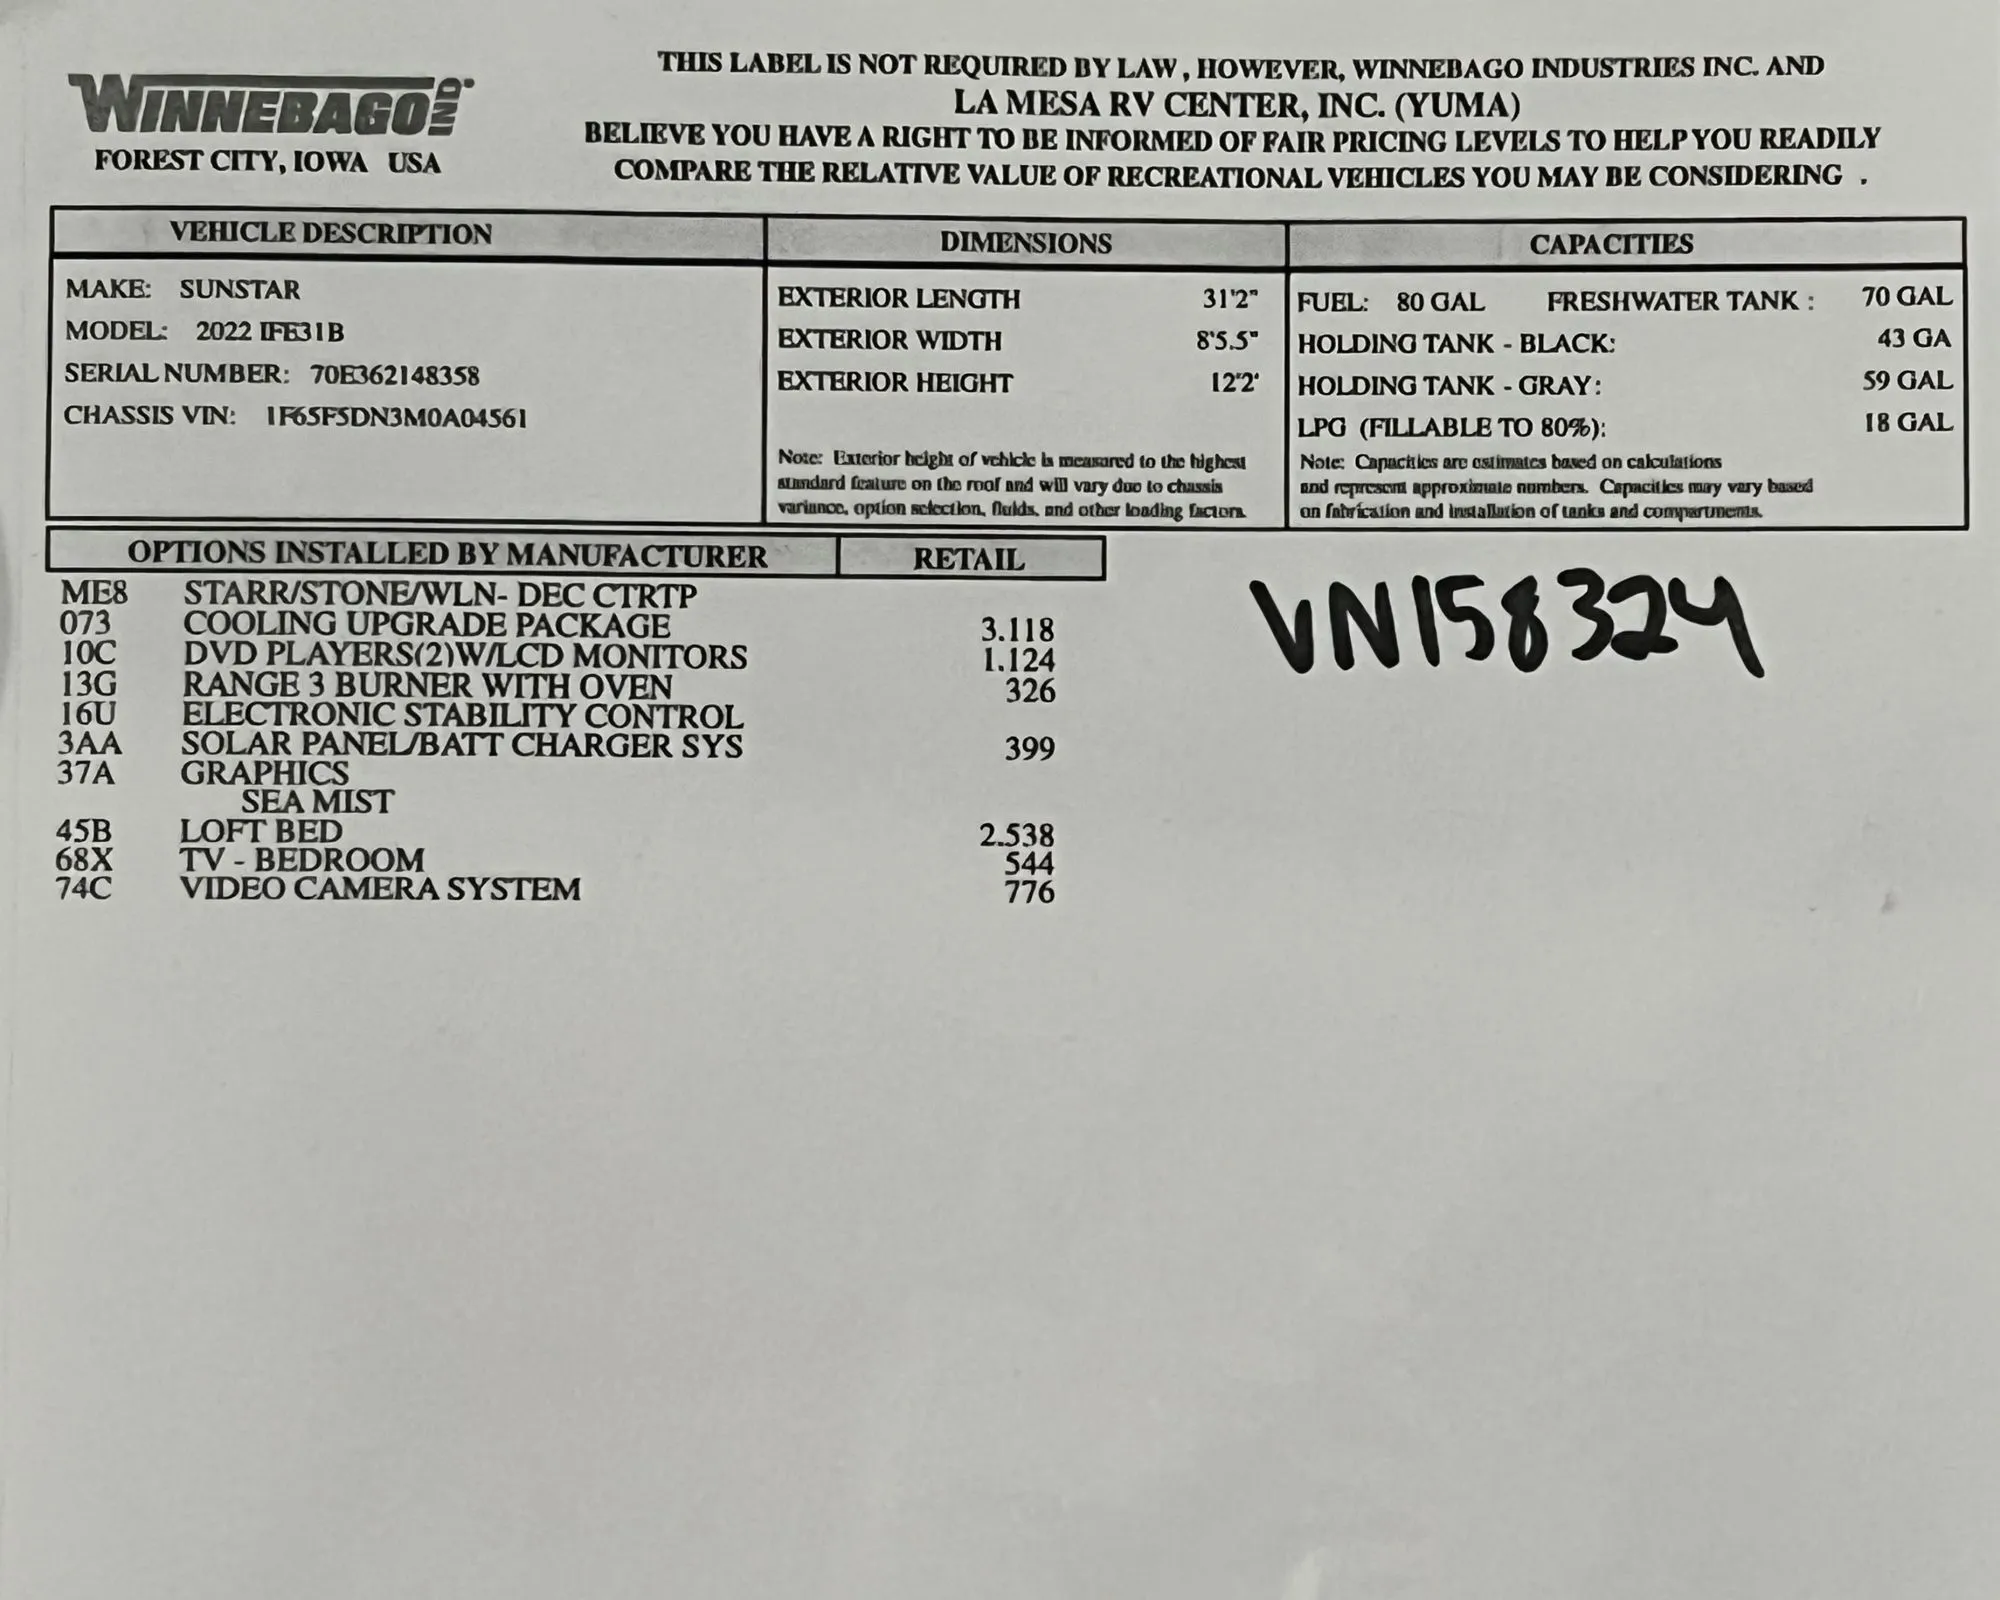 WINNEBAGO IND
FOREST CITY, IOWA USA
THIS LABEL IS NOT REQUIRED BY LAW, HOWEVER, WINNEBAGO INDUSTRIES INC. AND
LA MESA RV CENTER, INC. (YUMA)
BELIEVE YOU HAVE A RIGHT TO BE INFORMED OF FAIR PRICING LEVELS TO HELP YOU READILY
COMPARE THE RELATIVE VALUE OF RECREATIONAL VEHICLES YOU MAY BE CONSIDERING .
VEHICLE DESCRIPTION
MAKE: SUNSTAR
MODEL: 2022 IFE31B
SERIAL NUMBER: 70E362148358
CHASSIS VIN: 1F65F5DN3M0A04561
DIMENSIONS
EXTERIOR LENGTH 31'2"
EXTERIOR WIDTH 8'5.5"
EXTERIOR HEIGHT 12'2'
Note: Exterior height of vehicle is measured to the highest
standard feature on the roof and will vary due to chassis
variance, option selection, fluids, and other loading factors.
CAPACITIES
FUEL: 80 GAL FRESHWATER TANK : 70 GAL
HOLDING TANK - BLACK: 43 GA
HOLDING TANK - GRAY: 59 GAL
LPG (FILLABLE TO 80%): 18 GAL
Note: Capacities are estimates based on calculations
and represent approximate numbers. Capacities may vary based
on fabrication and installation of tanks and compartments.
OPTIONS INSTALLED BY MANUFACTURER RETAIL
ME8 STARR/STONE/WLN- DEC CTRTP
073 COOLING UPGRADE PACKAGE 3.118
10C DVD PLAYERS(2)W/LCD MONITORS 1.124
13G RANGE 3 BURNER WITH OVEN 326
16U ELECTRONIC STABILITY CONTROL
3AA SOLAR PANEL/BATT CHARGER SYS 399
37A GRAPHICS
SEA MIST
45B LOFT BED 2.538
68X TV - BEDROOM 544
74C VIDEO CAMERA SYSTEM 776
VN158324